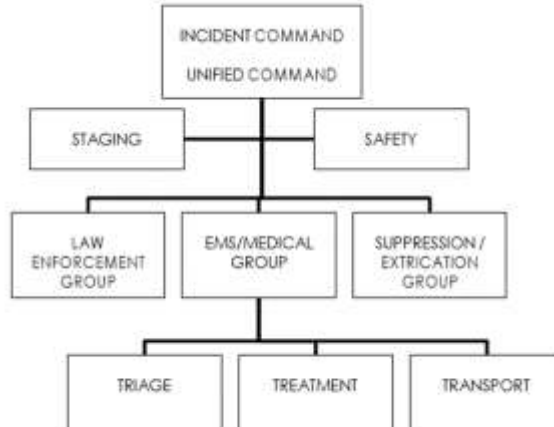 INCIDENT COMMAND
UNIFIED COMMAND
STAGING
SAFETY
LAW
ENFORCEMENT
GROUP
EMS/MEDICAL
GROUP
SUPPRESSION /
EXTRICATION
GROUP
TRIAGE
TREATMENT
TRANSPORT